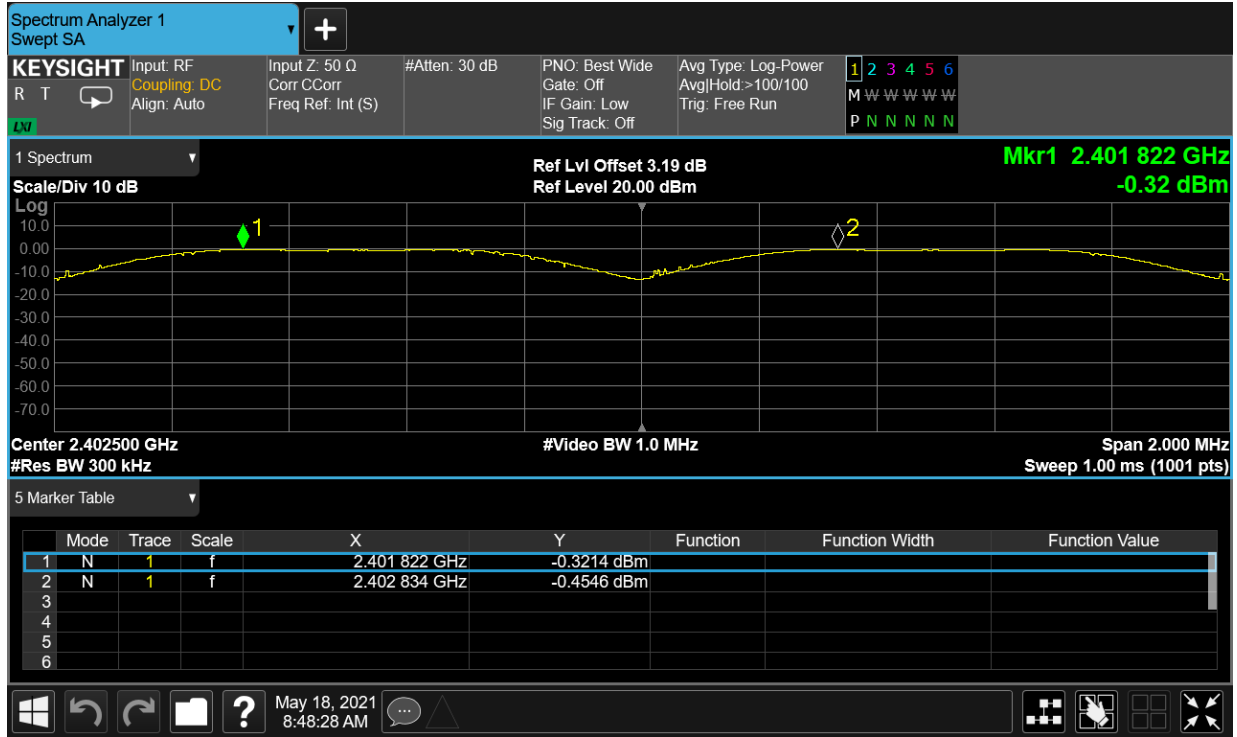 Spectrum Analyzer 1
Swept SA
KEYSIGHT
R T
LXI
Input: RF
Coupling: DC
Align: Auto
Input Z: 50 Ω
Corr CCorr
Freq Ref: Int (S)
#Atten: 30 dB
PNO: Best Wide
Gate: Off
IF Gain: Low
Sig Track: Off
Avg Type: Log-Power
Avg|Hold:>100/100
Trig: Free Run
1 2 3 4 5 6
M W W W W W
P N N N N N
1 Spectrum
Scale/Div 10 dB
Ref Lvl Offset 3.19 dB
Ref Level 20.00 dBm
Mkr1 2.401 822 GHz
-0.32 dBm
Log
10.0
0.00
-10.0
-20.0
-30.0
-40.0
-50.0
-60.0
-70.0
1
2
Center 2.402500 GHz
#Res BW 300 kHz
#Video BW 1.0 MHz
Span 2.000 MHz
Sweep 1.00 ms (1001 pts)
5 Marker Table
Mode Trace Scale X Y Function Function Width Function Value
1 N 1 f 2.401 822 GHz -0.3214 dBm
2 N 1 f 2.402 834 GHz -0.4546 dBm
3
4
5
6
?
May 18, 2021
8:48:28 AM